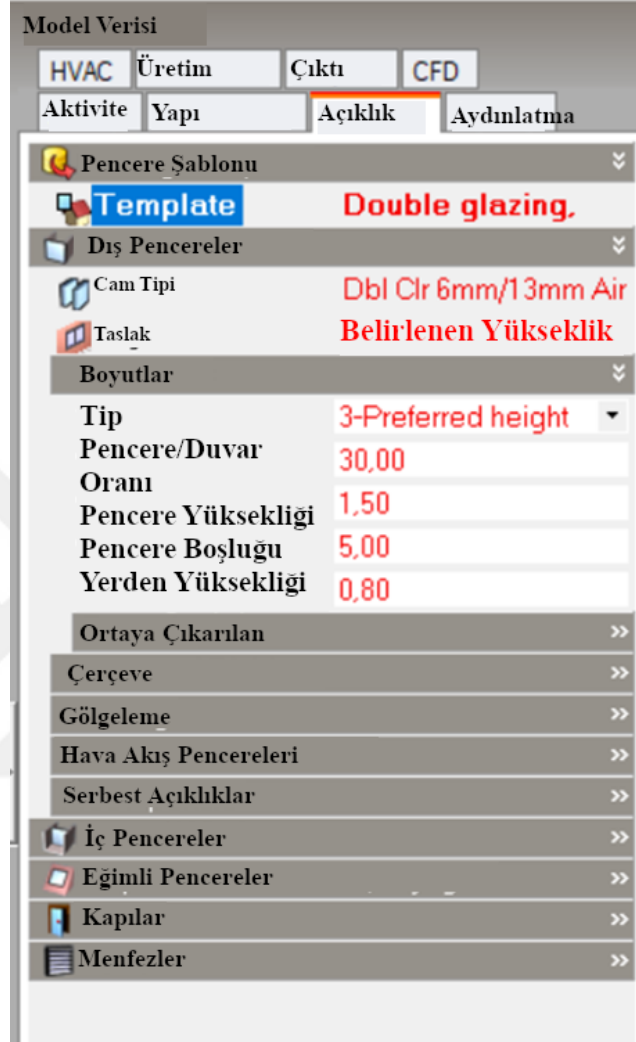 Model Verisi
HVAC Üretim Çıktı CFD
Aktivite Yapı Açıklık Aydınlatma
Pencere Şablonu
Template Double glazing,
Dış Pencereler
Cam Tipi Dbl Clr 6mm/13mm Air
Taslak Belirlenen Yükseklik
Boyutlar
Tip 3-Preferred height
Pencere/Duvar
Oranı 30,00
Pencere Yüksekliği 1,50
Pencere Boşluğu 5,00
Yerden Yüksekliği 0,80
Ortaya Çıkarılan
Çerçeve
Gölgeleme
Hava Akış Pencereleri
Serbest Açıklıklar
İç Pencereler
Eğimli Pencereler
Kapılar
Menfezler